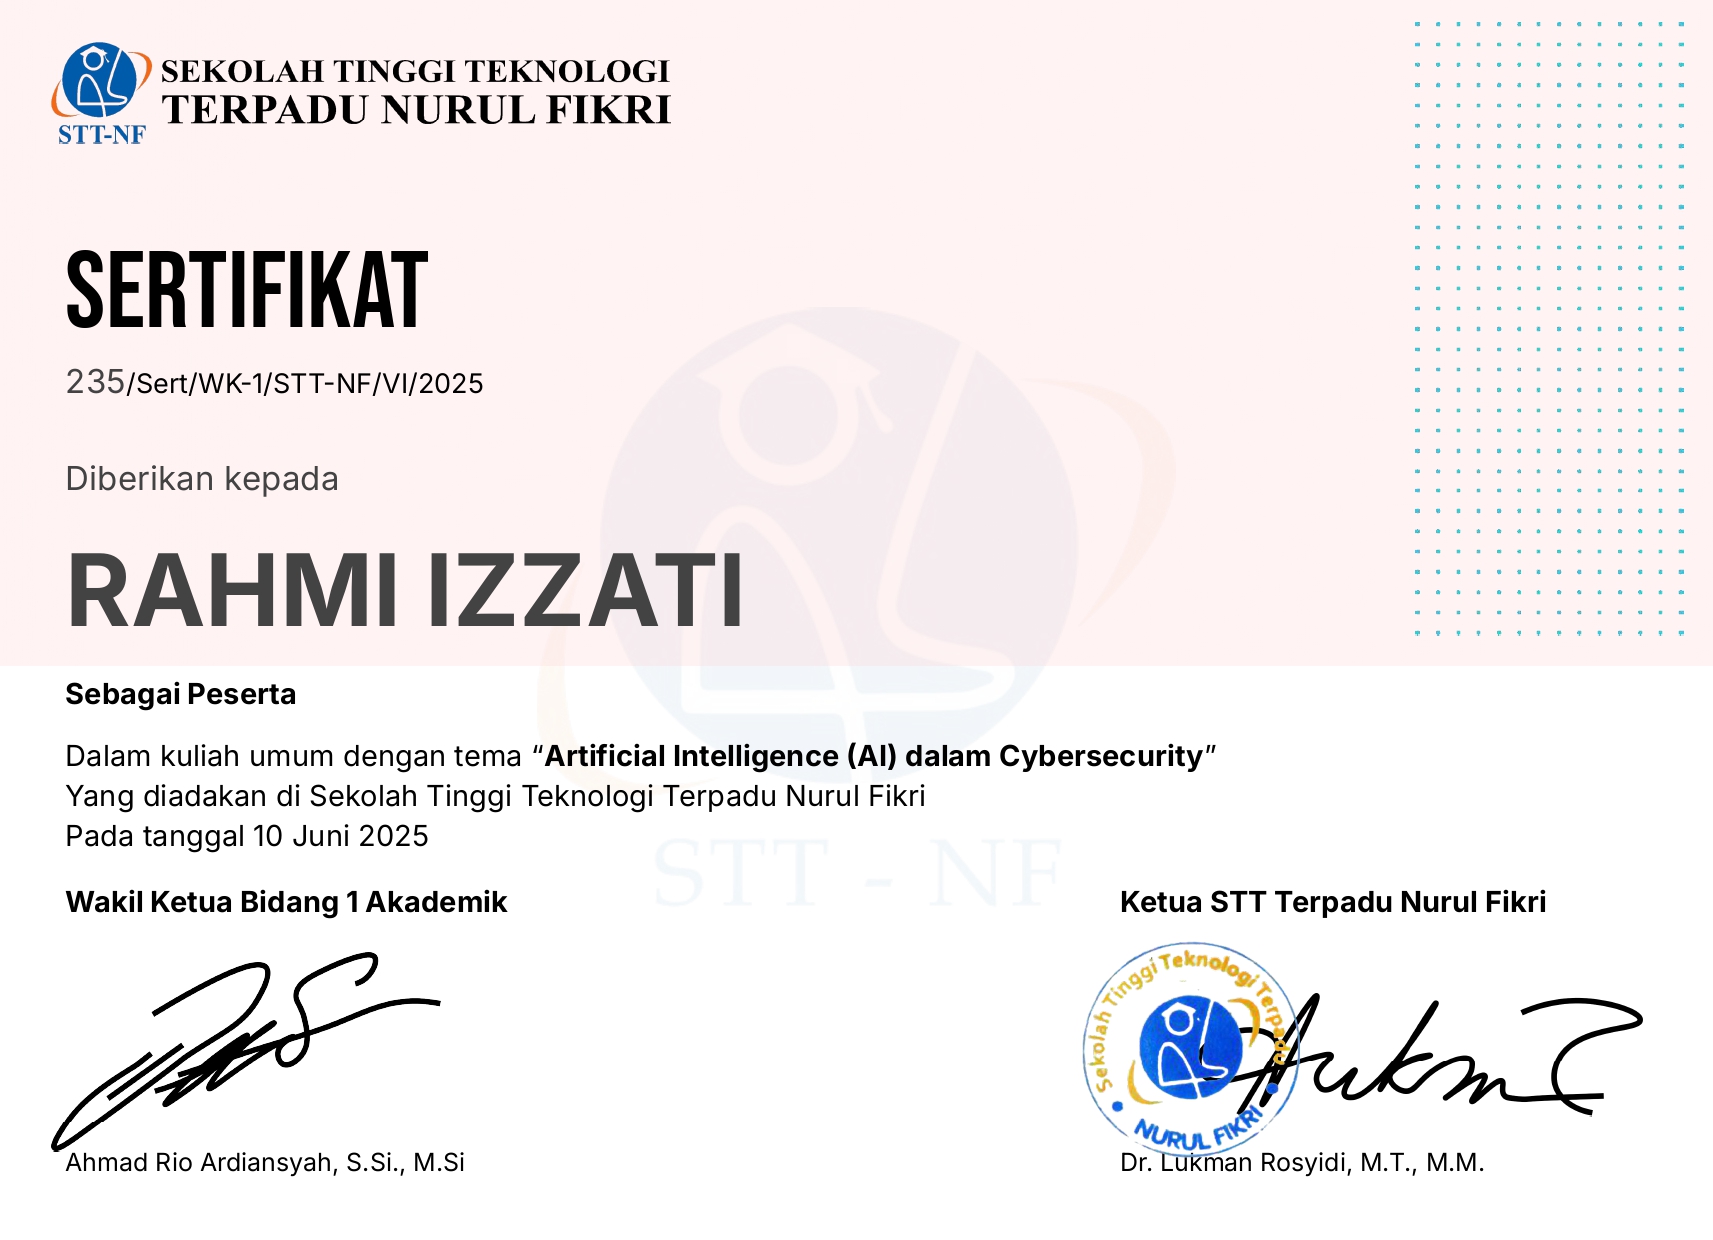 SEKOLAH TINGGI TEKNOLOGI
TERPADU NURUL FIKRI
STT-NF
SERTIFIKAT
235/Sert/WK-1/STT-NF/VI/2025
Diberikan kepada
RAHMI IZZATI
Sebagai Peserta
Dalam kuliah umum dengan tema “Artificial Intelligence (AI) dalam Cybersecurity”
Yang diadakan di Sekolah Tinggi Teknologi Terpadu Nurul Fikri
Pada tanggal 10 Juni 2025
STT - NF
Wakil Ketua Bidang 1 Akademik
Ketua STT Terpadu Nurul Fikri
Sekolah Tinggi Teknologi Terpadu
NURUL FIKRI
Ahmad Rio Ardiansyah, S.Si., M.Si
Dr. Lukman Rosyidi, M.T., M.M.